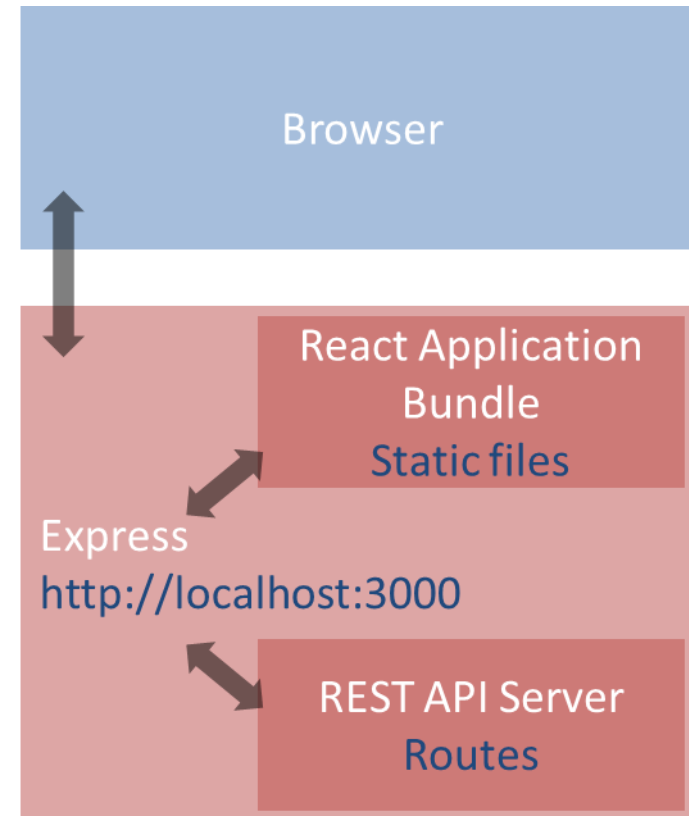 Browser
React Application
Bundle
Static files
Express
http://localhost:3000
REST API Server
Routes